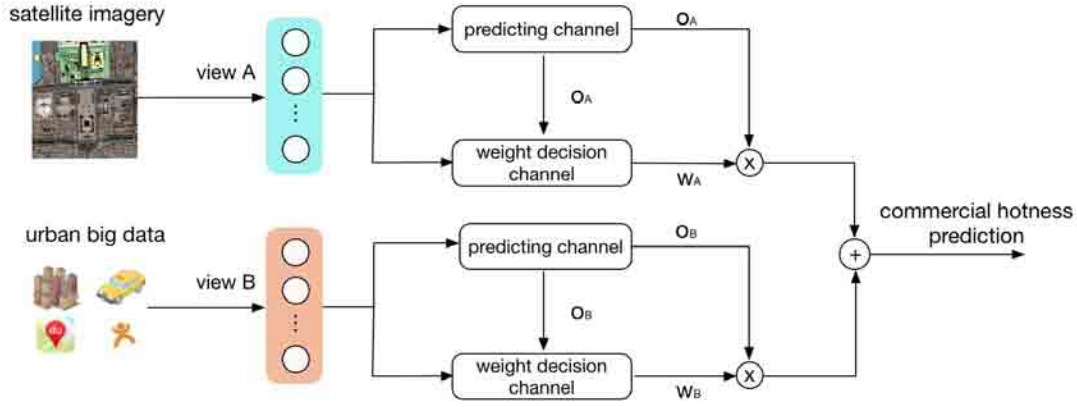 satellite imagery
view A
predicting channel
OA
OA
weight decision
channel
WA
X
urban big data
view B
predicting channel
OB
OB
weight decision
channel
WB
X
+
commercial hotness
prediction
du